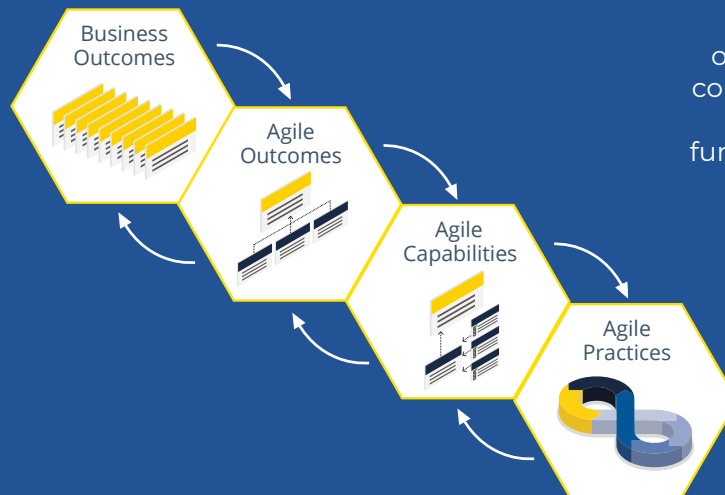 Business
Outcomes
Agile
Outcomes
Agile
Capabilities
Agile
Practices